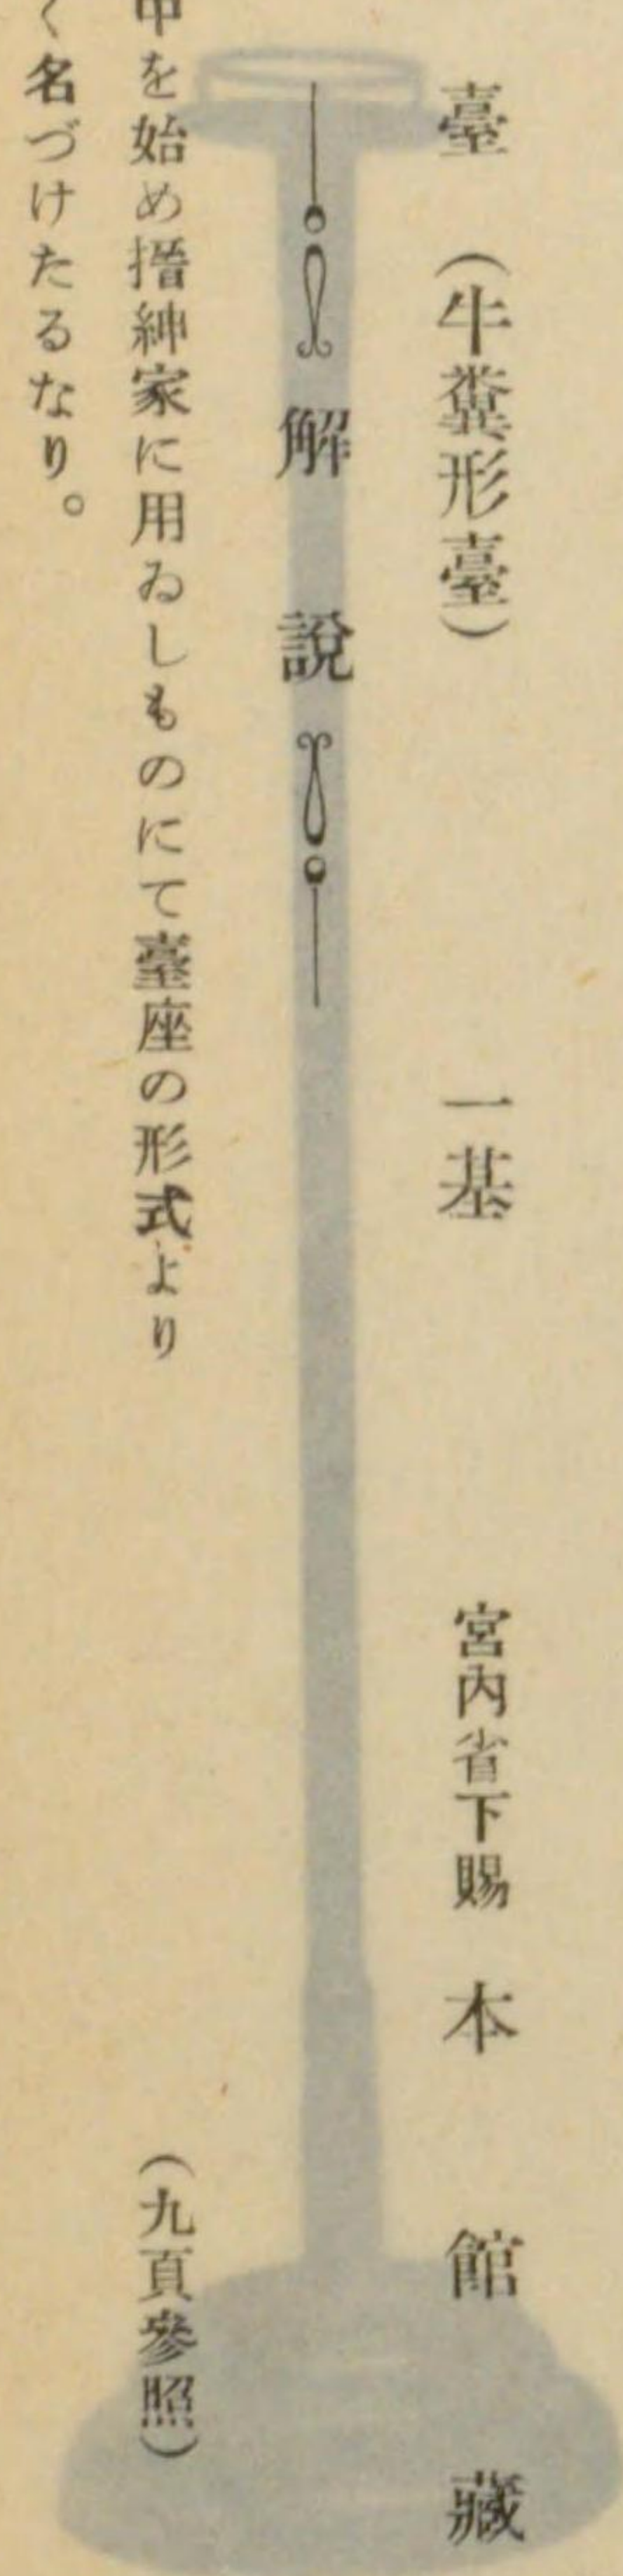 臺 (牛糞形臺) 一基 宮内省下賜 本館藏
解說
中を始め搢紳家に用ゐしものにて臺座の形式より
く名づけたるなり。
(九頁參照)